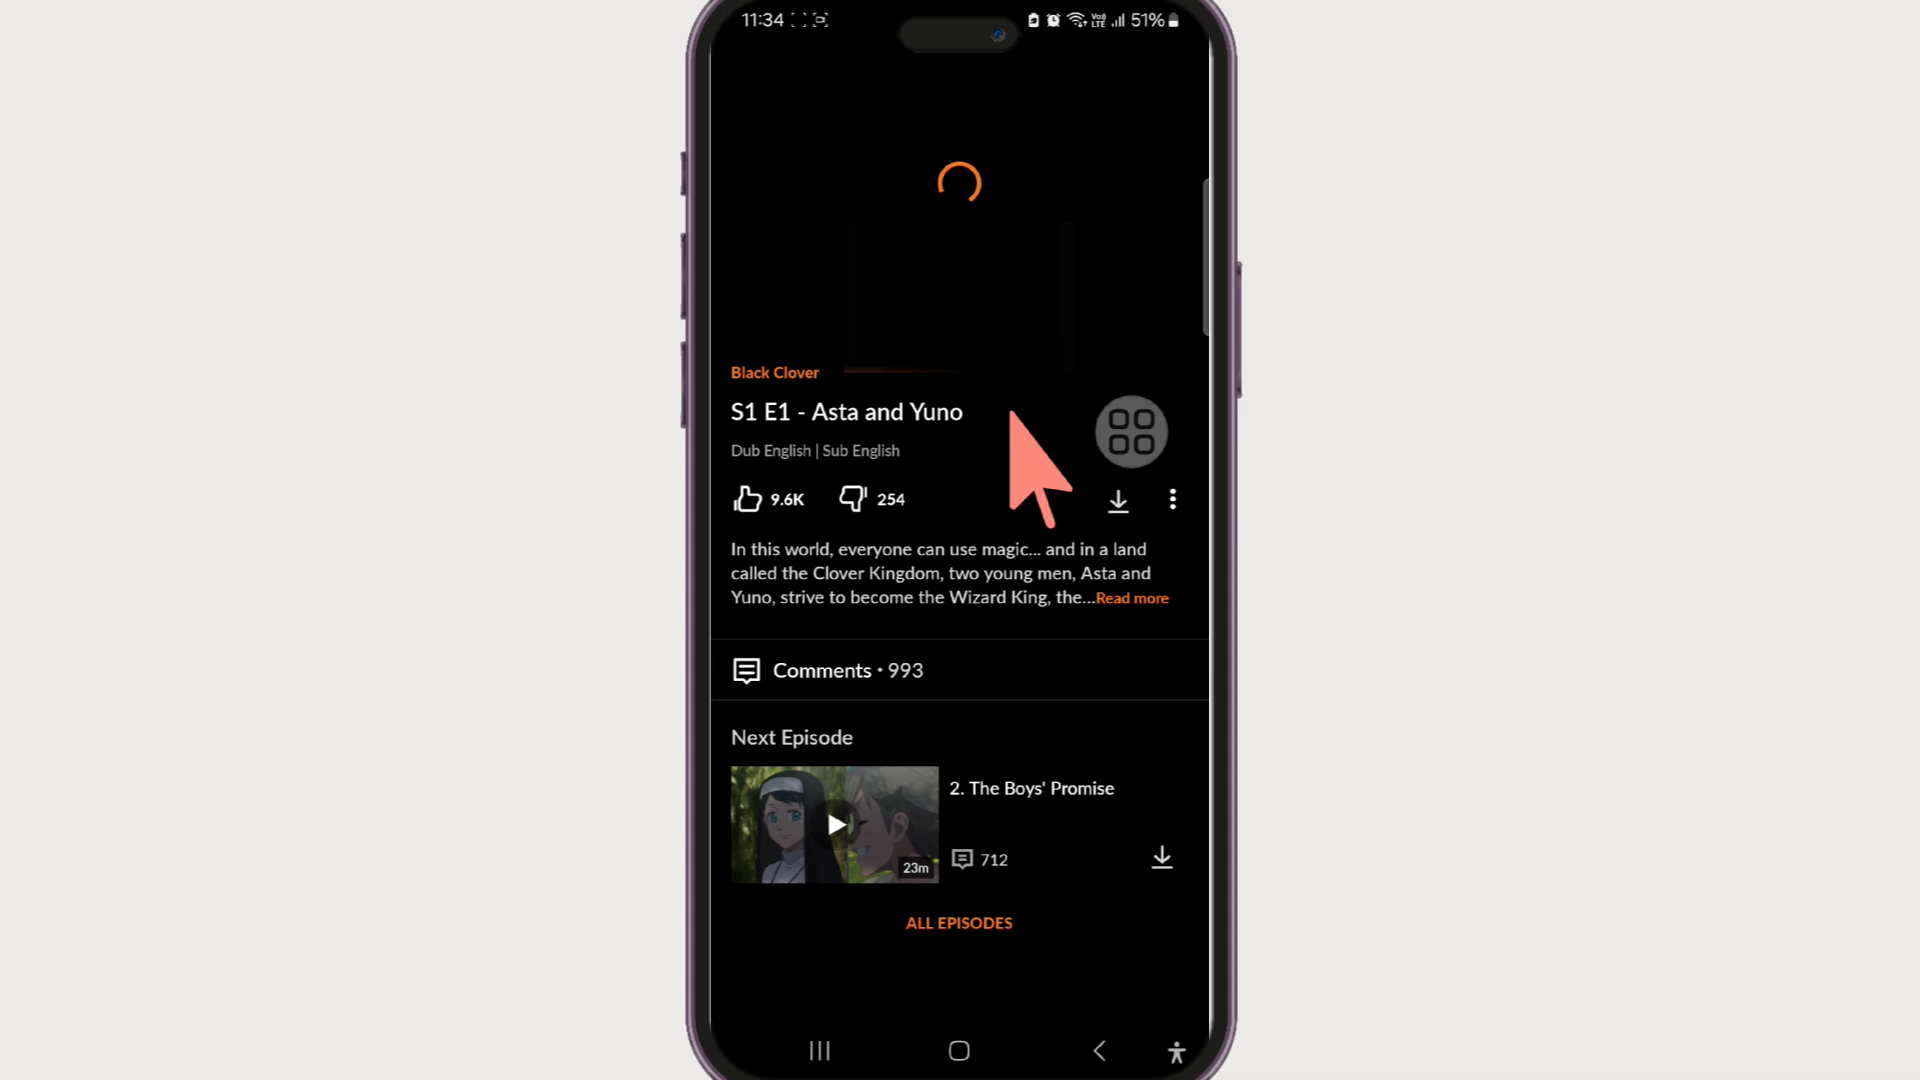 11:34
Vo))
LTE
51%
Black Clover
S1 E1 - Asta and Yuno
Dub English | Sub English
9.6K
254
In this world, everyone can use magic... and in a land
called the Clover Kingdom, two young men, Asta and
Yuno, strive to become the Wizard King, the...Read more
Comments • 993
Next Episode
2. The Boys' Promise
23m
712
ALL EPISODES